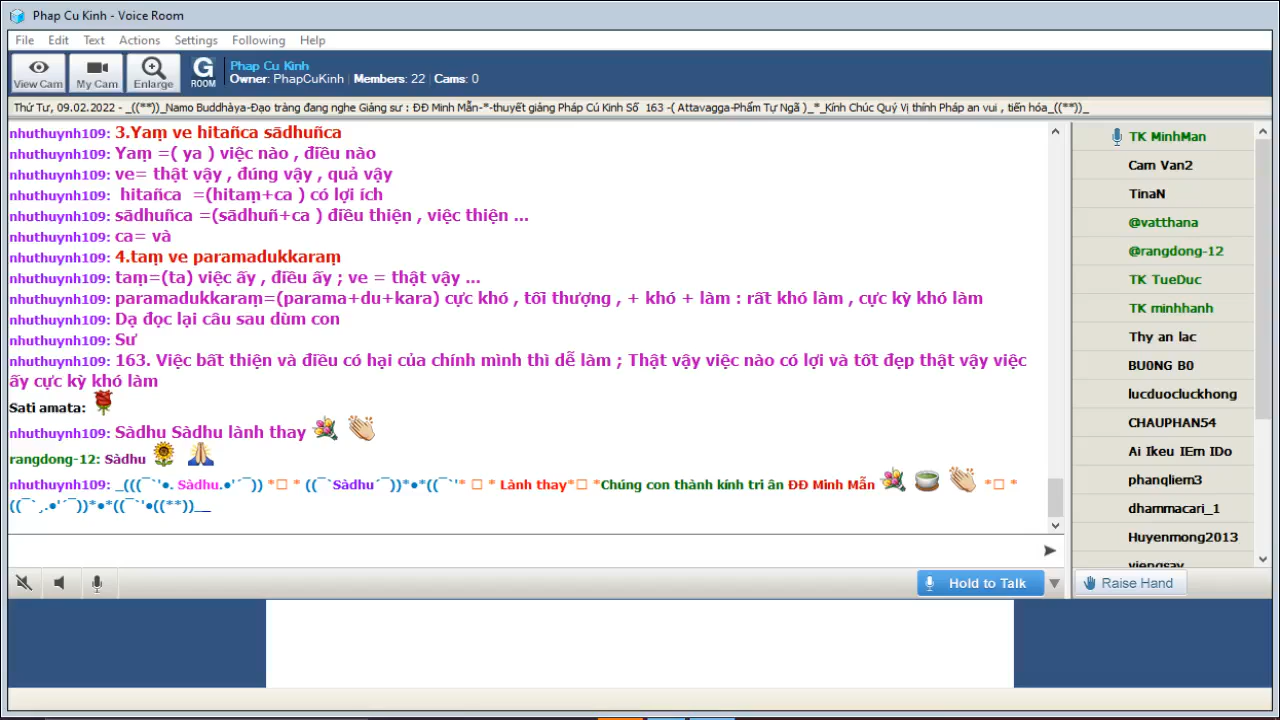 Phap Cu Kinh - Voice Room
File Edit Text Actions Settings Following Help
View Cam My Cam Enlarge G ROOM
Phap Cu Kinh
Owner: PhapCuKinh Members: 22 Cams: 0
Thứ Tư, 09.02.2022 - _((**))_Namo Buddhàya-Đạo tràng đang nghe Giảng sư : ĐĐ Minh Mẫn-*-thuyết giảng Pháp Cú Kinh Số 163 -( Attavagga-Phẩm Tự Ngã )_*_Kính Chúc Quý Vị thính Pháp an vui , tiến hóa_((**))_
nhuthuynh109: 3.Yaṃ ve hitañca sādhuñca
nhuthuynh109: Yaṃ =( ya ) việc nào , điều nào
nhuthuynh109: ve= thật vậy , đúng vậy , quả vậy
nhuthuynh109: hitañca =(hitaṃ+ca ) có lợi ích
nhuthuynh109: sādhuñca =(sādhuñ+ca ) điều thiện , việc thiện ...
nhuthuynh109: ca= và
nhuthuynh109: 4.taṃ ve paramadukkaraṃ
nhuthuynh109: taṃ=(ta) việc ấy , điều ấy ; ve = thật vậy ...
nhuthuynh109: paramadukkaraṃ=(parama+du+kara) cực khó , tối thượng , + khó + làm : rất khó làm , cực kỳ khó làm
nhuthuynh109: Dạ đọc lại câu sau dùm con
nhuthuynh109: Sư
nhuthuynh109: 163. Việc bất thiện và điều có hại của chính mình thì dễ làm ; Thật vậy việc nào có lợi và tốt đẹp thật vậy việc
ấy cực kỳ khó làm
Sati amata:
nhuthuynh109: Sàdhu Sàdhu lành thay
rangdong-12: Sàdhu
nhuthuynh109: _(((¯`'•. Sàdhu.•'´¯)) *□ * ((¯`Sàdhu´¯))*•*((¯`'* □ * Lành thay*□ *Chúng con thành kính tri ân ĐĐ Minh Mẫn *□ *
((¯`¸.•'´¯))*•*((¯`'•((**))__
TK MinhMan
Cam Van2
TinaN
@vatthana
@rangdong-12
TK TueDuc
TK minhhanh
Thy an lac
BU0NG B0
lucduocluckhong
CHAUPHAN54
Ai Ikeu IEm IDo
phanqliem3
dhammacari_1
Huyenmong2013
viengsay
Hold to Talk
Raise Hand